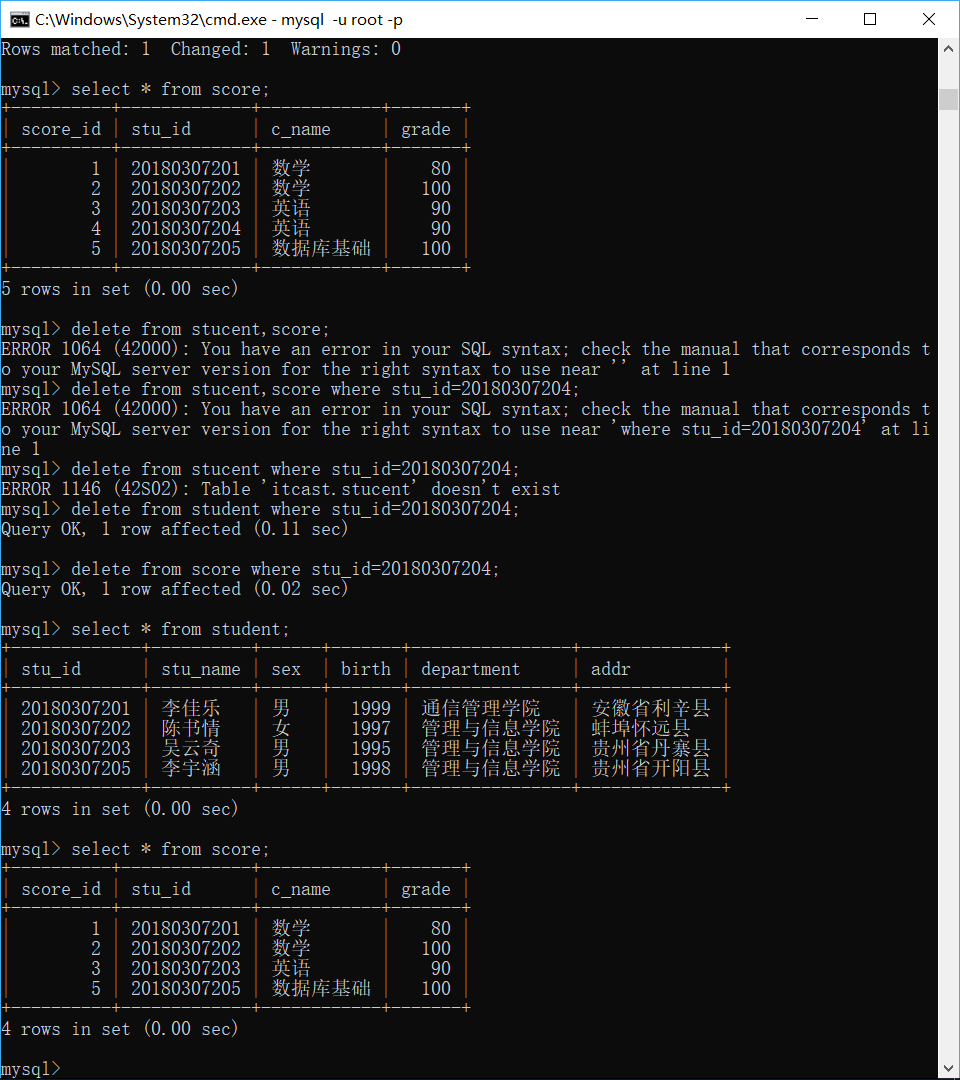 C:\Windows\System32\cmd.exe - mysql  -u root -p
Rows matched: 1  Changed: 1  Warnings: 0
mysql> select * from score;
+----------+-------------+------------+-------+
| score_id | stu_id      | c_name     | grade |
+----------+-------------+------------+-------+
|        1 | 20180307201 | 数学       |    80 |
|        2 | 20180307202 | 数学       |   100 |
|        3 | 20180307203 | 英语       |    90 |
|        4 | 20180307204 | 英语       |    90 |
|        5 | 20180307205 | 数据库基础 |   100 |
+----------+-------------+------------+-------+
5 rows in set (0.00 sec)
mysql> delete from stucent,score;
ERROR 1064 (42000): You have an error in your SQL syntax; check the manual that corresponds t
o your MySQL server version for the right syntax to use near '' at line 1
mysql> delete from stucent,score where stu_id=20180307204;
ERROR 1064 (42000): You have an error in your SQL syntax; check the manual that corresponds t
o your MySQL server version for the right syntax to use near 'where stu_id=20180307204' at li
ne 1
mysql> delete from stucent where stu_id=20180307204;
ERROR 1146 (42S02): Table 'itcast.stucent' doesn't exist
mysql> delete from student where stu_id=20180307204;
Query OK, 1 row affected (0.11 sec)
mysql> delete from score where stu_id=20180307204;
Query OK, 1 row affected (0.02 sec)
mysql> select * from student;
+-------------+----------+------+-------+----------------+--------------+
| stu_id      | stu_name | sex  | birth | department     | addr         |
+-------------+----------+------+-------+----------------+--------------+
| 20180307201 | 李佳乐   | 男   |  1999 | 通信管理学院   | 安徽省利辛县 |
| 20180307202 | 陈书情   | 女   |  1997 | 管理与信息学院 | 蚌埠怀远县   |
| 20180307203 | 吴云奇   | 男   |  1995 | 管理与信息学院 | 贵州省丹寨县 |
| 20180307205 | 李宇涵   | 男   |  1998 | 管理与信息学院 | 贵州省开阳县 |
+-------------+----------+------+-------+----------------+--------------+
4 rows in set (0.00 sec)
mysql> select * from score;
+----------+-------------+------------+-------+
| score_id | stu_id      | c_name     | grade |
+----------+-------------+------------+-------+
|        1 | 20180307201 | 数学       |    80 |
|        2 | 20180307202 | 数学       |   100 |
|        3 | 20180307203 | 英语       |    90 |
|        5 | 20180307205 | 数据库基础 |   100 |
+----------+-------------+------------+-------+
4 rows in set (0.00 sec)
mysql>